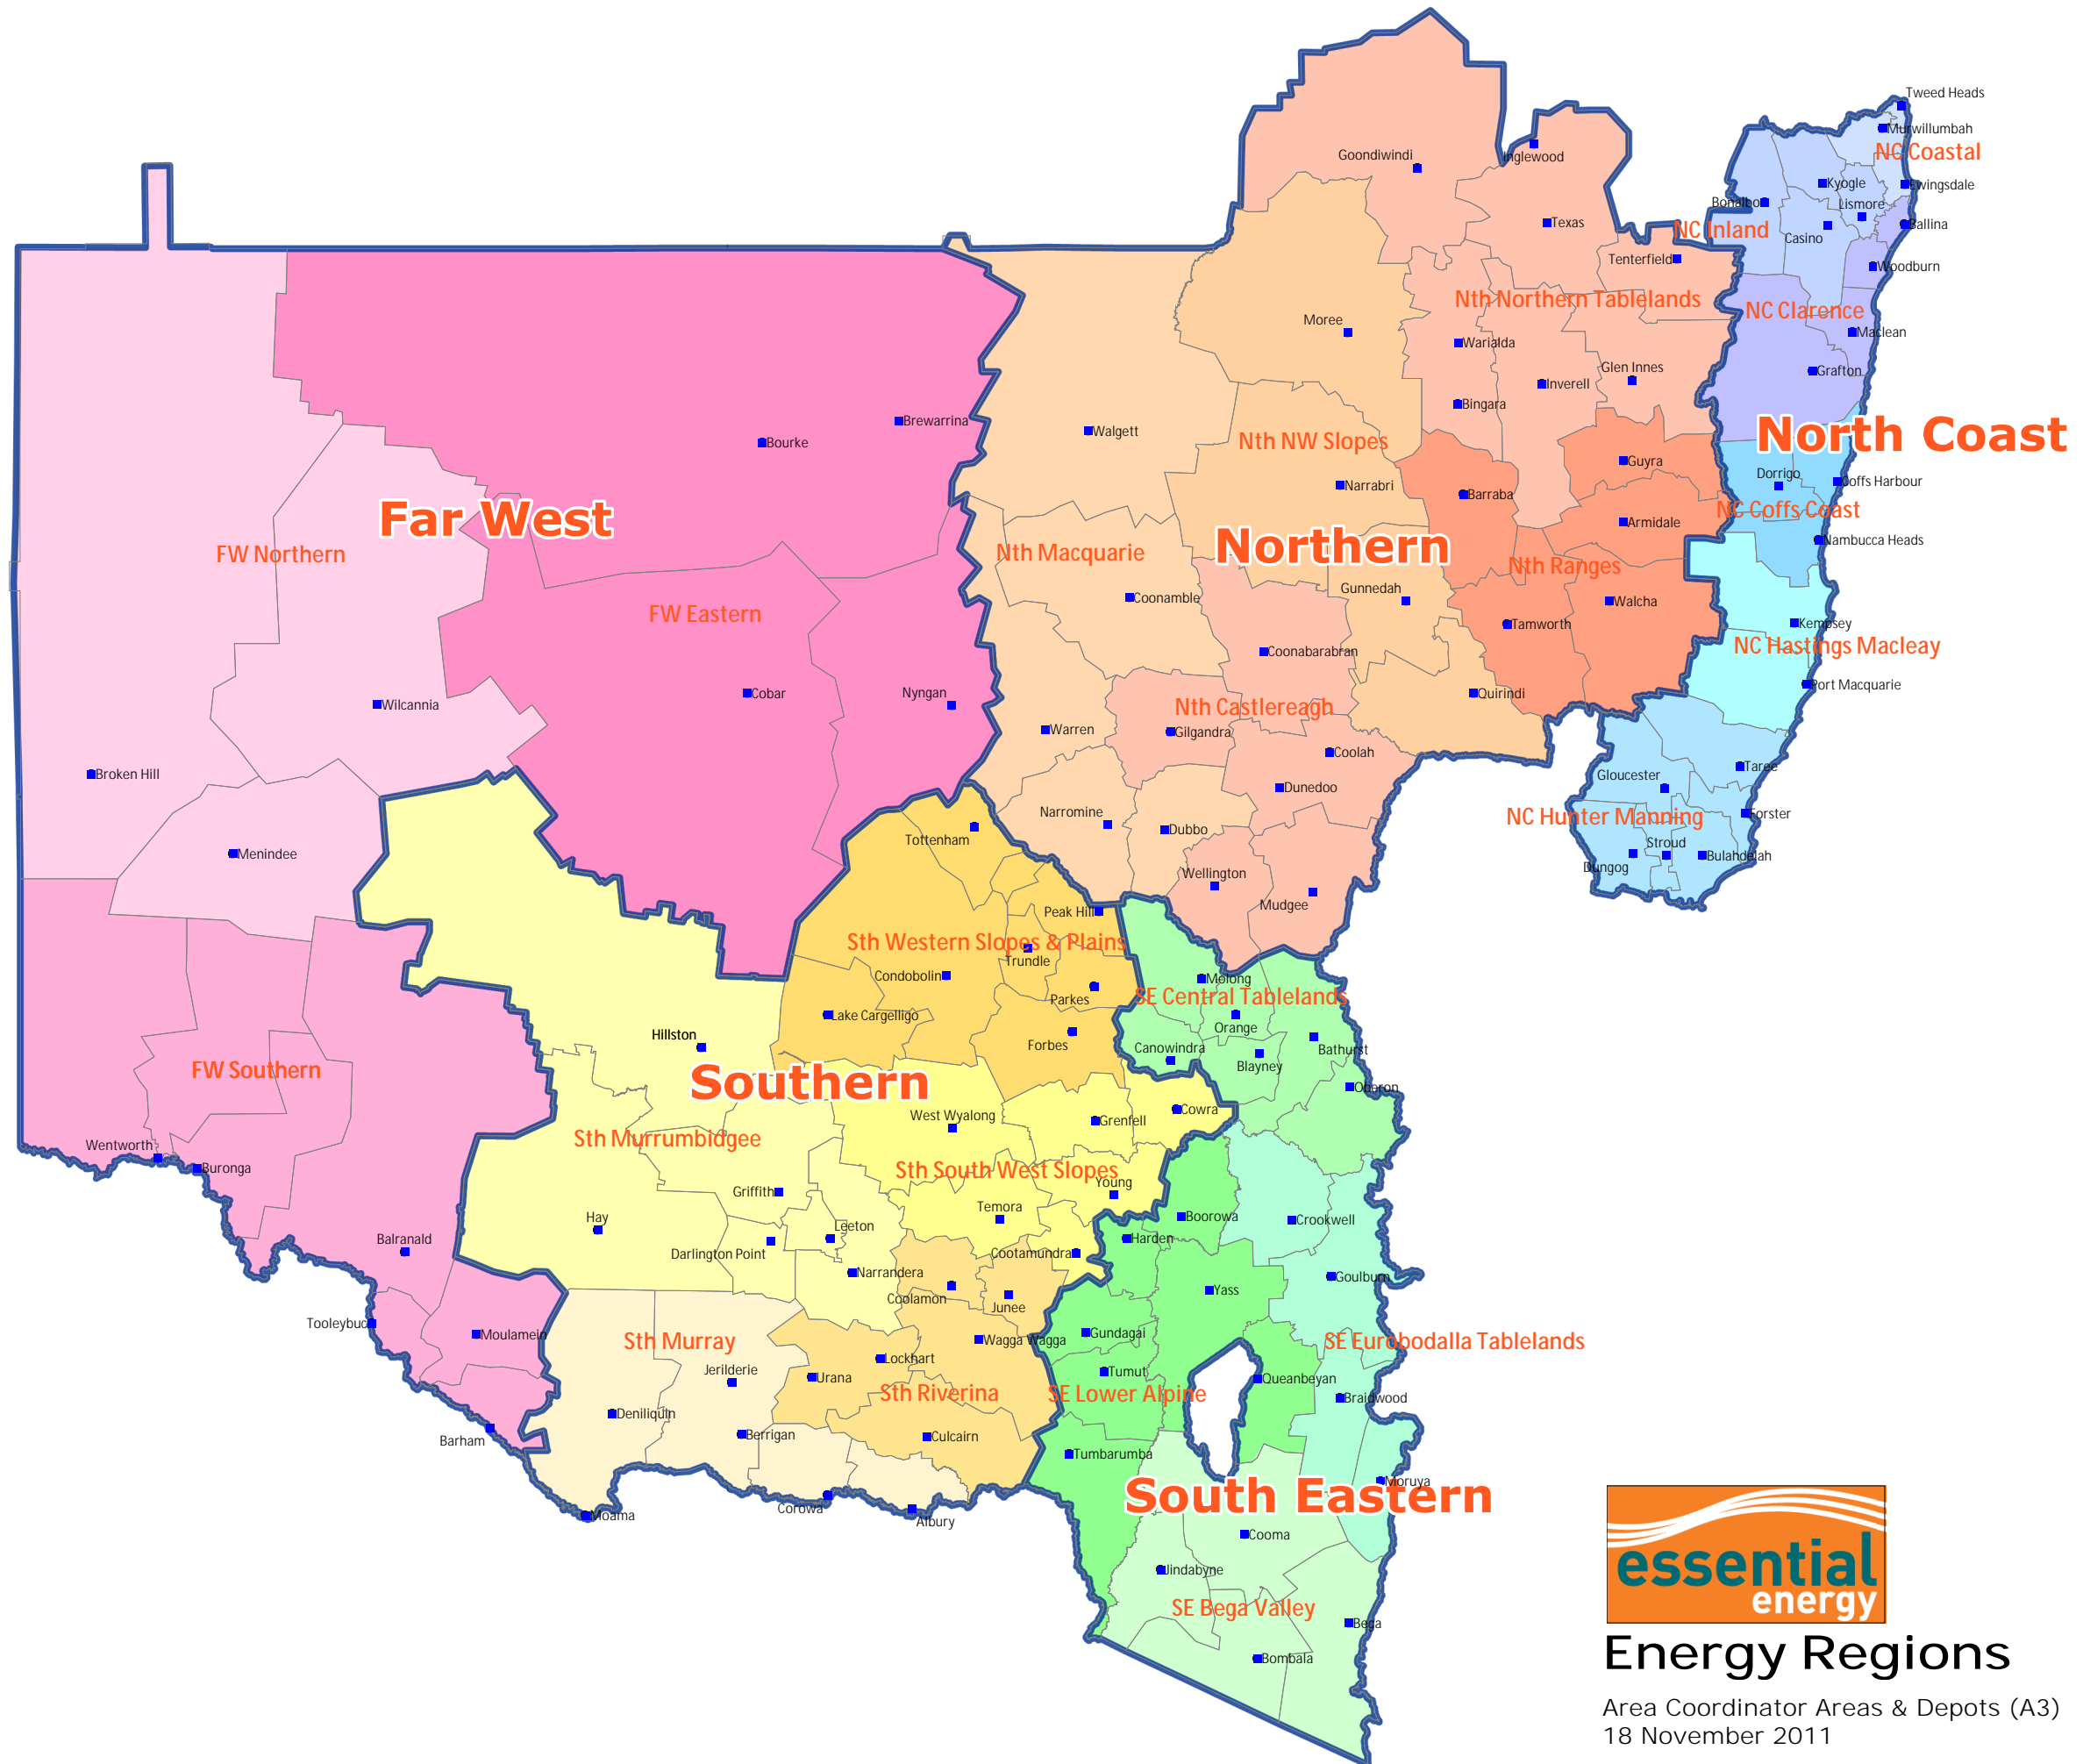 Tweed Heads
Murwillumbah
NC Coastal
Goondiwindi
Inglewood
Kyogle
Ewingsdale
Bonalbo
Lismore
Texas
NC Inland
Casino
Ballina
Tenterfield
Woodburn
Nth Northern Tablelands
NC Clarence
Moree
Warialda
Maclean
Glen Innes
Inverell
Grafton
Bingara
Brewarrina
Bourke
Walgett
Nth NW Slopes
North Coast
Guyra
Narrabri
Barraba
Dorrigo
Coffs Harbour
Far West
NC Coffs Coast
Armidale
Nambucca Heads
FW Northern
Nth Macquarie
Northern
Nth Ranges
Gunnedah
Coonamble
Walcha
FW Eastern
Tamworth
Kempsey
NC Hastings Macleay
Coonabarabran
Port Macquarie
Cobar
Nyngan
Quirindi
Wilcannia
Nth Castlereagh
Warren
Gilgandra
Coolah
Broken Hill
Taree
Gloucester
Dunedoo
Narromine
Dubbo
NC Hunter Manning
Forster
Tottenham
Stroud
Menindee
Bulahdelah
Dungog
Wellington
Mudgee
Peak Hill
Sth Western Slopes & Plains
Trundle
Condobolin
Molong
Parkes
SE Central Tablelands
Lake Cargelligo
Orange
Hillston
Forbes
Canowindra
Bathurst
Blayney
FW Southern
Southern
Oberon
West Wyalong
Grenfell
Cowra
Sth Murrumbidgee
Wentworth
Buronga
Sth South West Slopes
Young
Griffith
Temora
Hay
Leeton
Boorowa
Crookwell
Balranald
Darlington Point
Cootamundra
Harden
Narrandera
Goulburn
Coolamon
Junee
Yass
Tooleybuc
Moulamein
Sth Murray
Wagga Wagga
Gundagai
SE Eurobodalla Tablelands
Lockhart
Jerilderie
Urana
Tumut
Queanbeyan
Sth Riverina
SE Lower Alpine
Braidwood
Deniliquin
Barham
Berrigan
Culcairn
Tumbarumba
Moruya
South Eastern
Corowa
Moama
Albury
Cooma
Jindabyne
SE Bega Valley
Bega
Bombala
essential
energy
Energy Regions
Area Coordinator Areas & Depots (A3)
18 November 2011